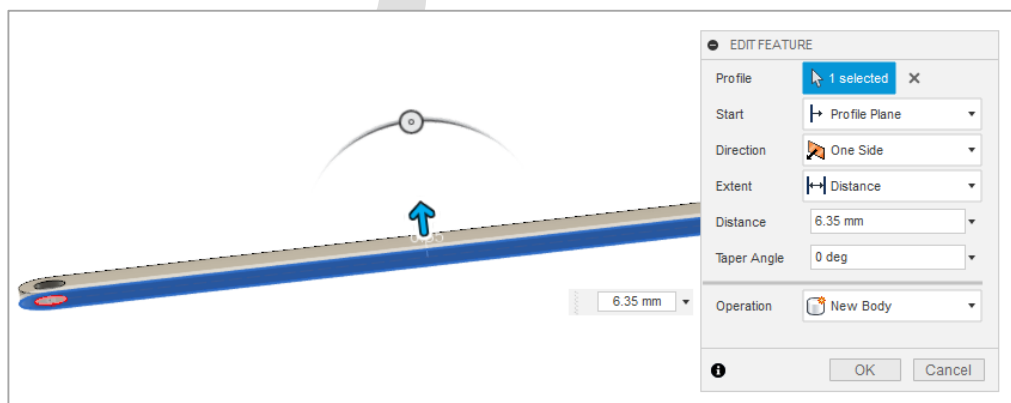 EDIT FEATURE
Profile 1 selected
Start Profile Plane
Direction One Side
Extent Distance
Distance 6.35 mm
Taper Angle 0 deg
Operation New Body
OK Cancel
6.35 mm